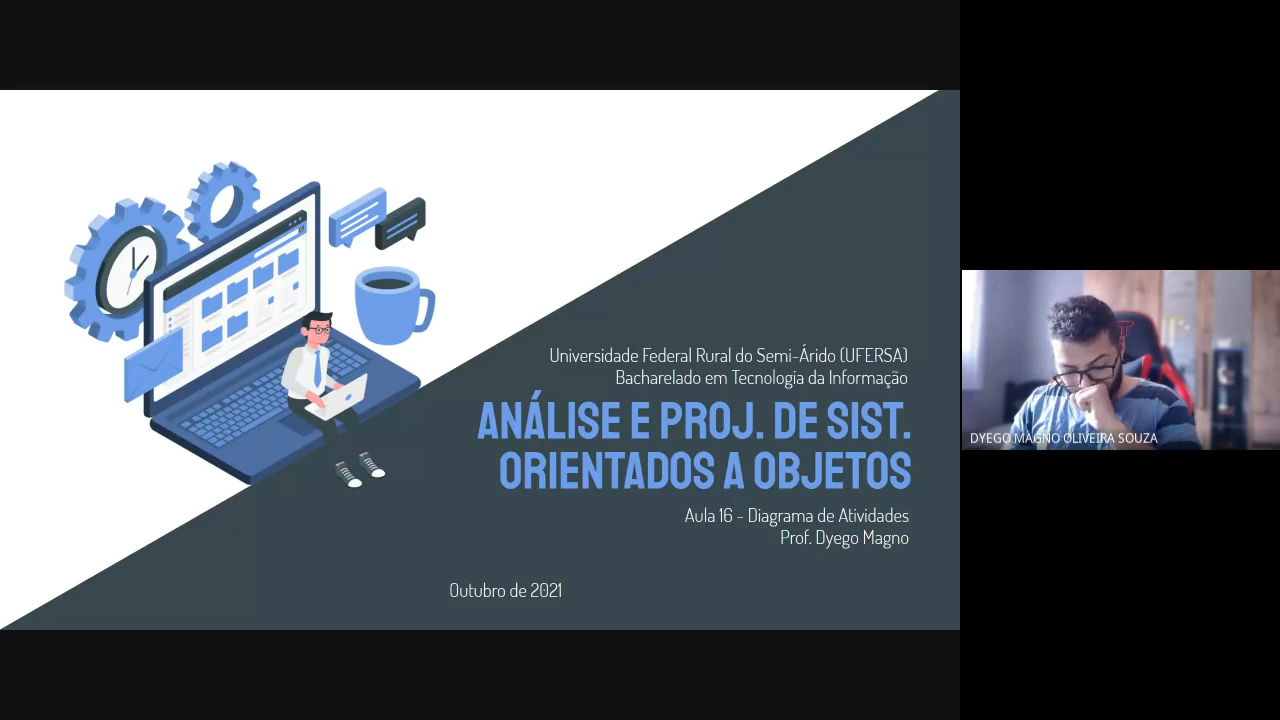 Universidade Federal Rural do Semi-Árido (UFERSA)
Bacharelado em Tecnologia da Informação
ANÁLISE E PROJ. DE SIST.
ORIENTADOS A OBJETOS
Aula 16 - Diagrama de Atividades
Prof. Dyego Magno
Outubro de 2021
DYEGO MAGNO OLIVEIRA SOUZA